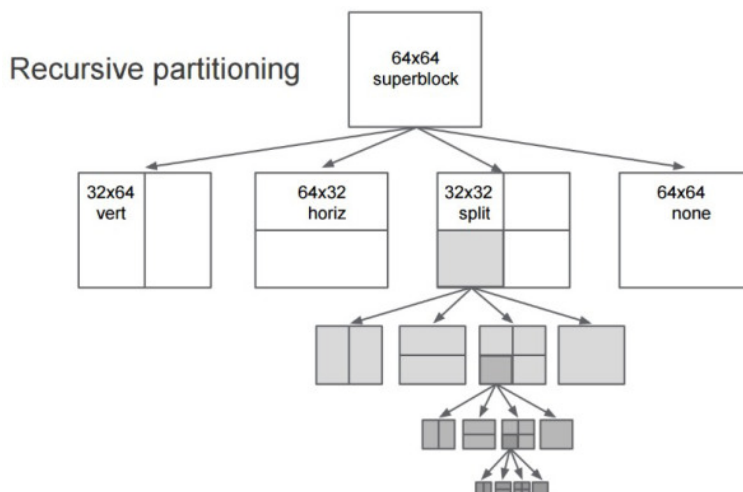 Recursive partitioning
64x64
superblock
32x64
vert
64x32
horiz
32x32
split
64x64
none